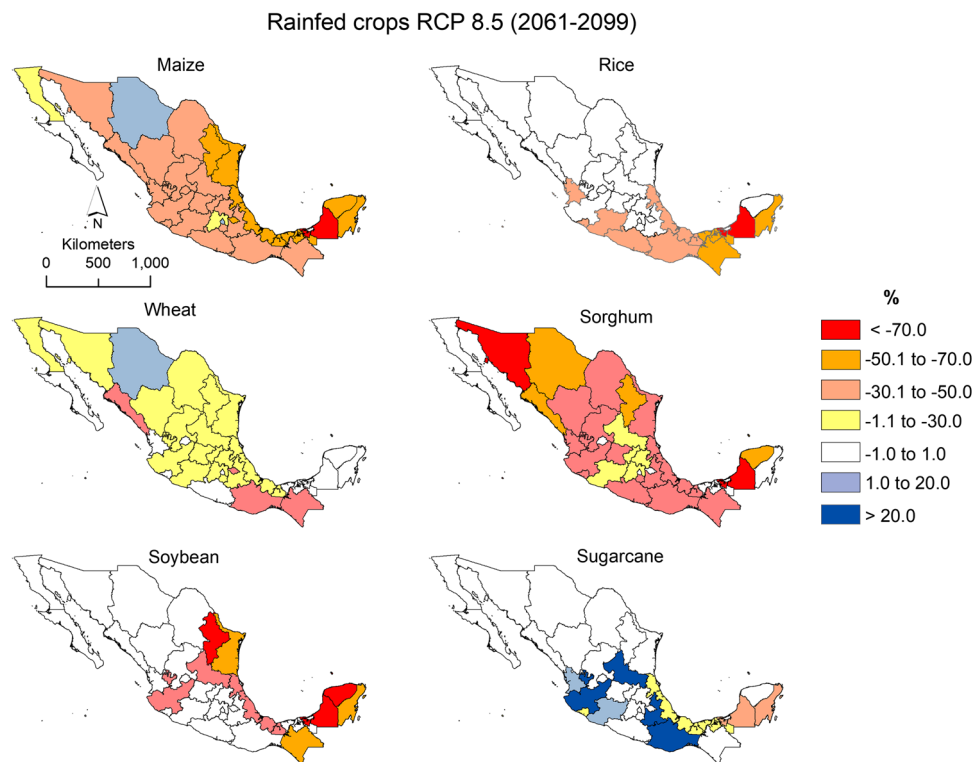 Rainfed crops RCP 8.5 (2061-2099)
Maize
Rice
N
Kilometers
0 500 1,000
Wheat
Sorghum
%
< -70.0
-50.1 to -70.0
-30.1 to -50.0
-1.1 to -30.0
-1.0 to 1.0
1.0 to 20.0
> 20.0
Soybean
Sugarcane